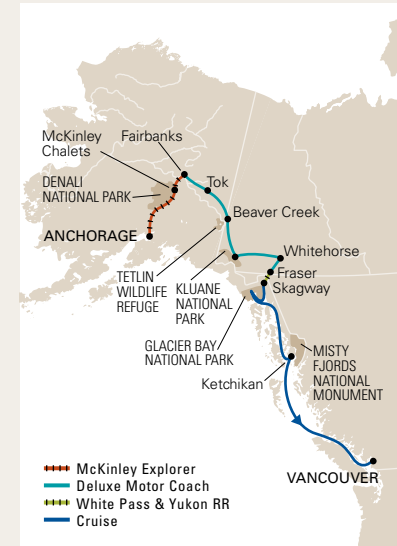 McKinley
Chalets
Fairbanks
DENALI
NATIONAL PARK
Tok
Beaver Creek
ANCHORAGE
Whitehorse
TETLIN
WILDLIFE
REFUGE
KLUANE
NATIONAL
PARK
Fraser
Skagway
GLACIER BAY
NATIONAL PARK
MISTY
FJORDS
NATIONAL
MONUMENT
Ketchikan
VANCOUVER
McKinley Explorer
Deluxe Motor Coach
White Pass & Yukon RR
Cruise